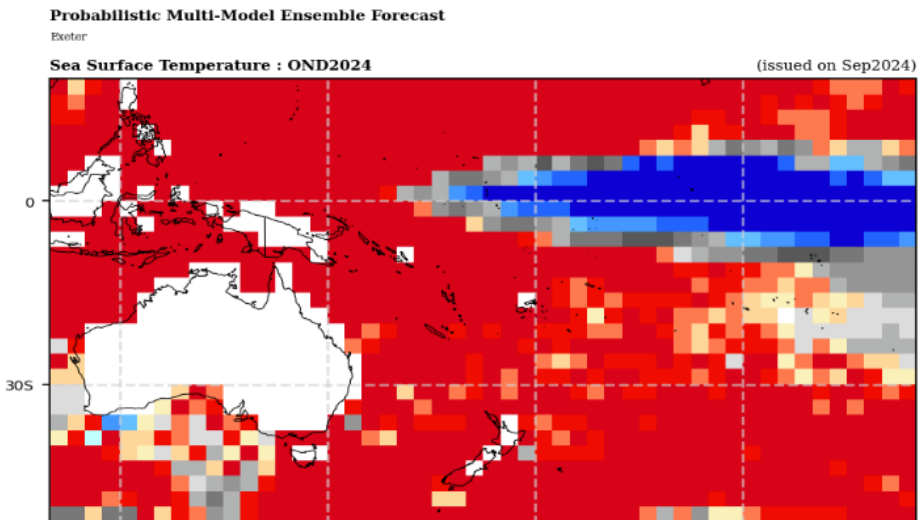 Probabilistic Multi-Model Ensemble Forecast
Exeter
Sea Surface Temperature : OND2024 (issued on Sep2024)
0
30S